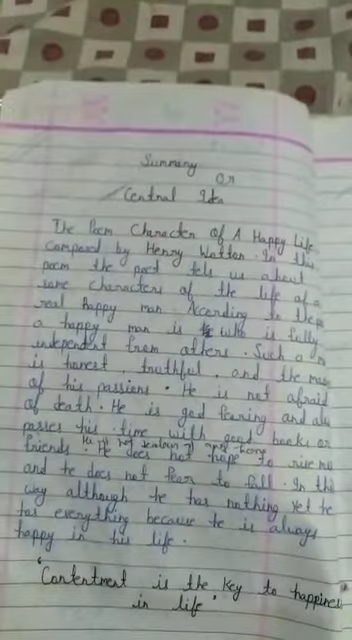 Summary
Or
Central Idea
The Poem Character of A Happy Life
composed by Henry Wotton. In this
poem the poet tells us about
some characters of the life of a
real happy man. According to the poet
a happy man is he who is fully
independent from others. Such a m
is honest, truthful, and the mas
of his passions. He is not afraid
of death. He is god fearing and als
passes his time with good books or
friends. He is not jealous of any one
He does not hope to rise hi
and he does not fear to fall. In this
way although he has nothing yet he
has everything because he is always
happy in his life.
"Contentment is the key to happiness
in life"